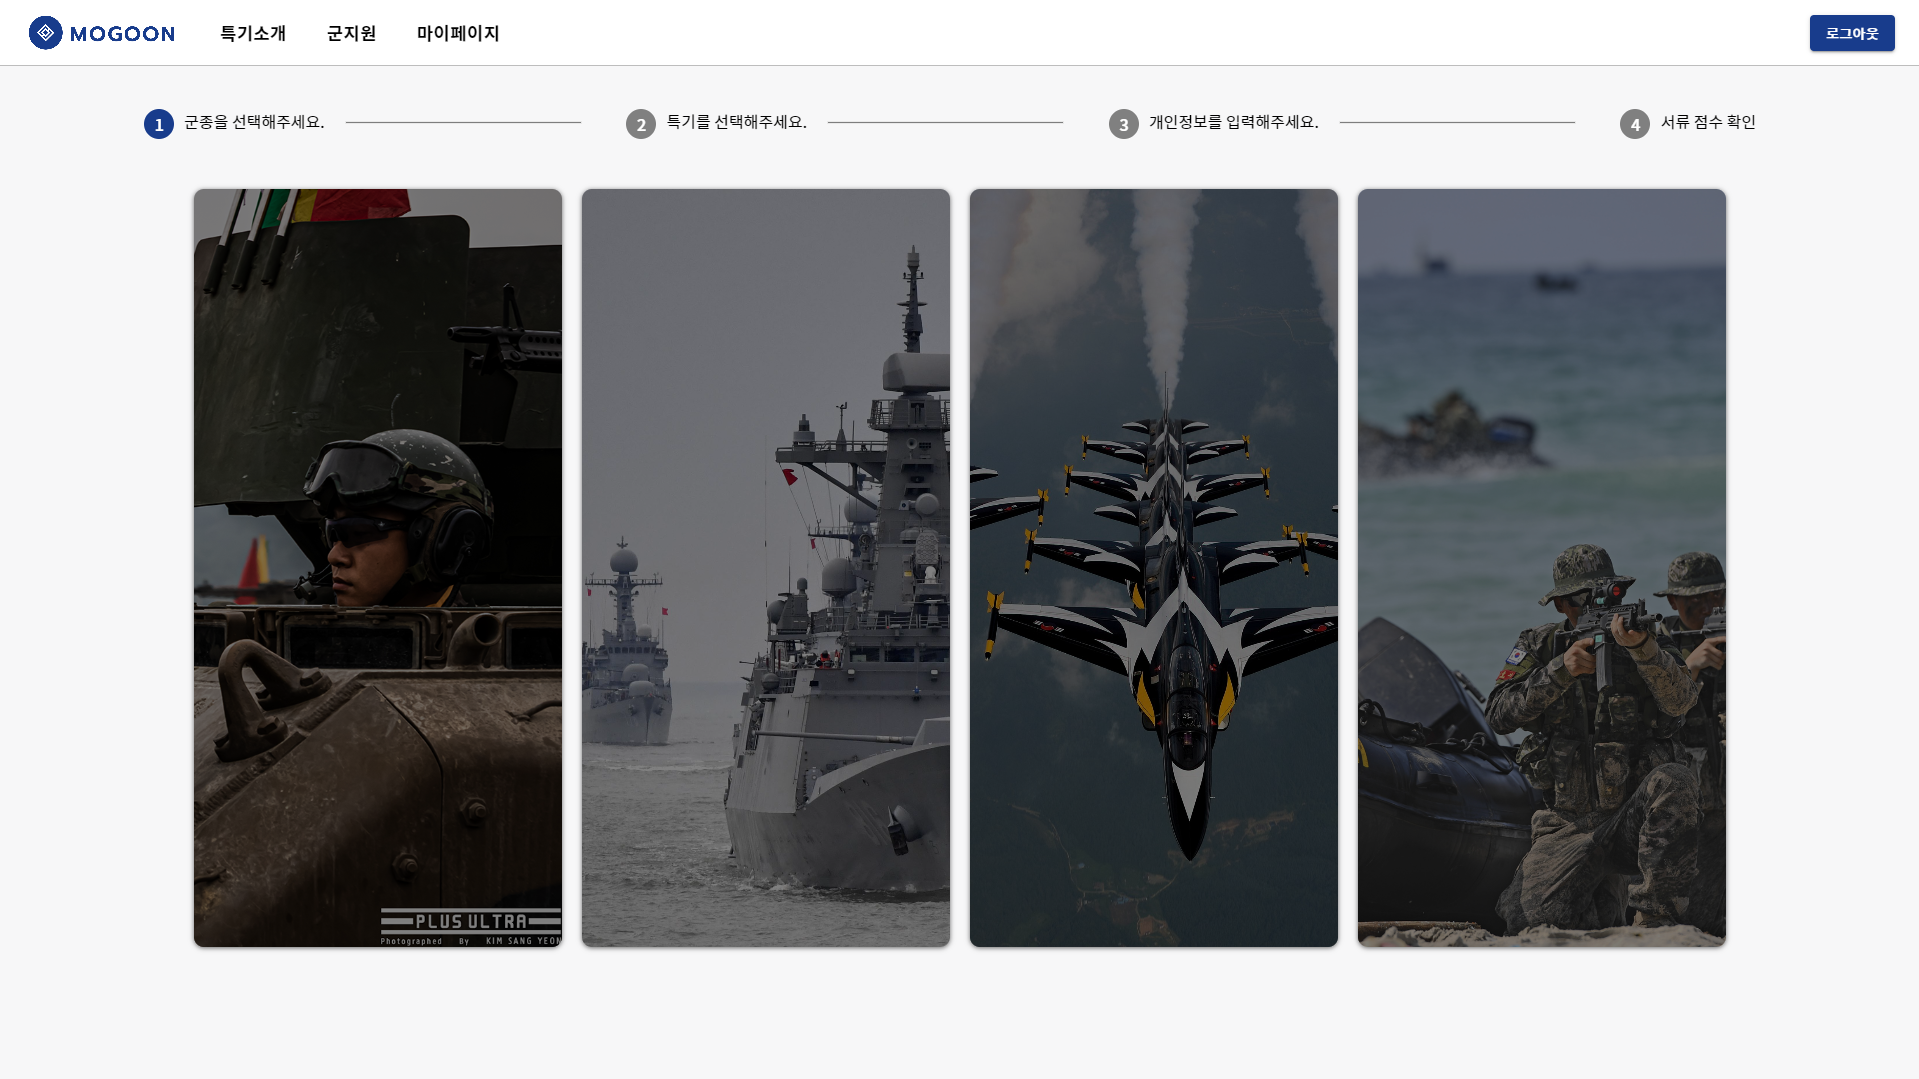 MOGOON
특기소개
군지원
마이페이지
로그아웃
1 군종을 선택해주세요.
2 특기를 선택해주세요.
3 개인정보를 입력해주세요.
4 서류 점수 확인
PLUS ULTRA
Photographed By KIM SANG YEON